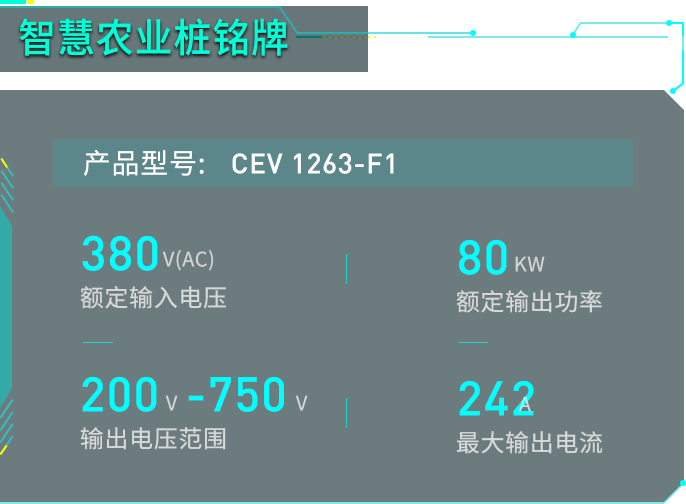 智慧农业桩铭牌
产品型号: CEV 1263-F1
380V(AC)
额定输入电压
80 KW
额定输出功率
200 V -750 V
输出电压范围
242A
最大输出电流